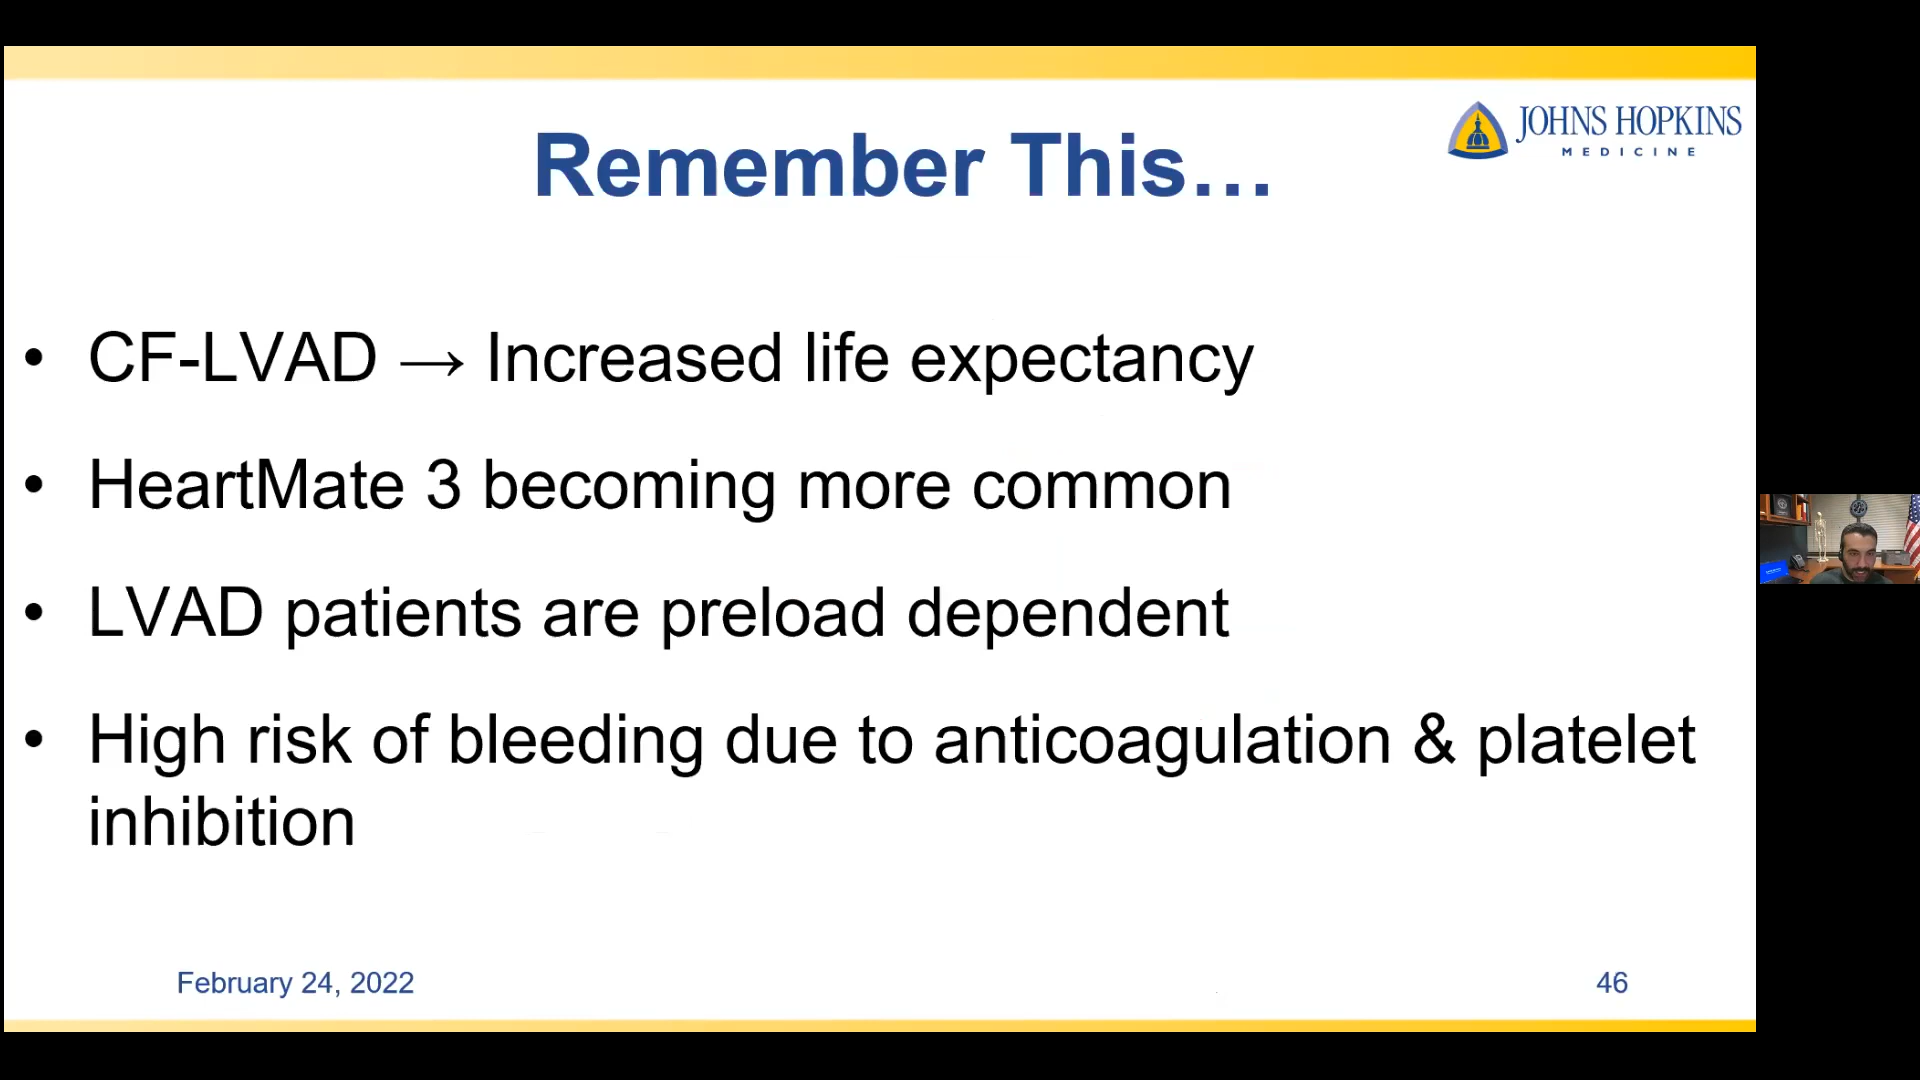 JOHNS HOPKINS
MEDICINE
Remember This…
• CF-LVAD → Increased life expectancy
• HeartMate 3 becoming more common
• LVAD patients are preload dependent
• High risk of bleeding due to anticoagulation & platelet
inhibition
February 24, 2022
46